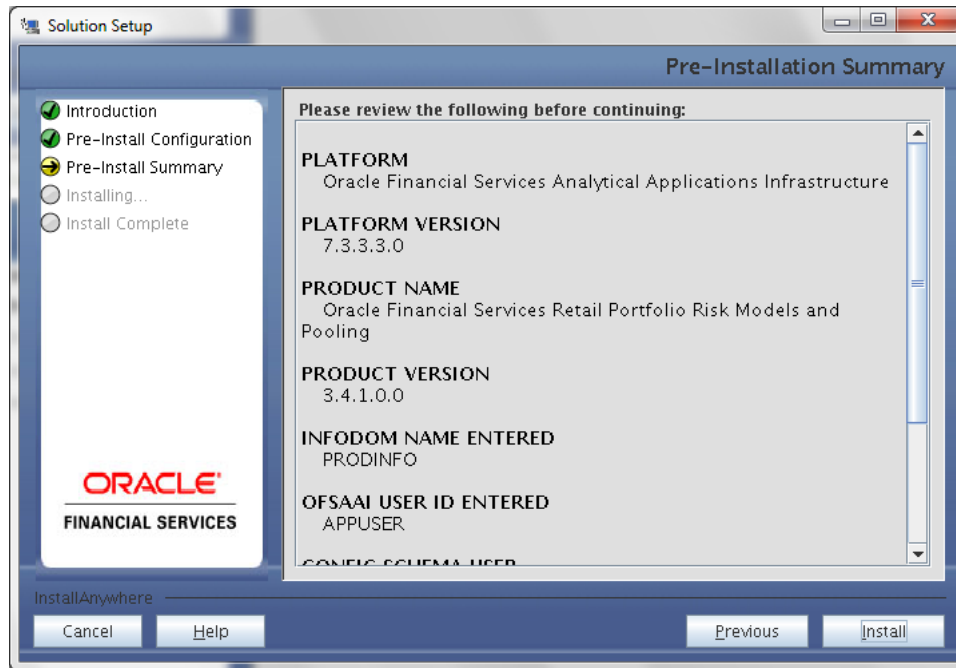 Solution Setup
Pre-Installation Summary
Introduction
Pre-Install Configuration
Pre-Install Summary
Installing...
Install Complete
ORACLE®
FINANCIAL SERVICES
Please review the following before continuing:
PLATFORM
Oracle Financial Services Analytical Applications Infrastructure
PLATFORM VERSION
7.3.3.3.0
PRODUCT NAME
Oracle Financial Services Retail Portfolio Risk Models and
Pooling
PRODUCT VERSION
3.4.1.0.0
INFODOM NAME ENTERED
PRODINFO
OFSAAI USER ID ENTERED
APPUSER
CONFIG SCHEMA USER
InstallAnywhere
Cancel
Help
Previous
Install